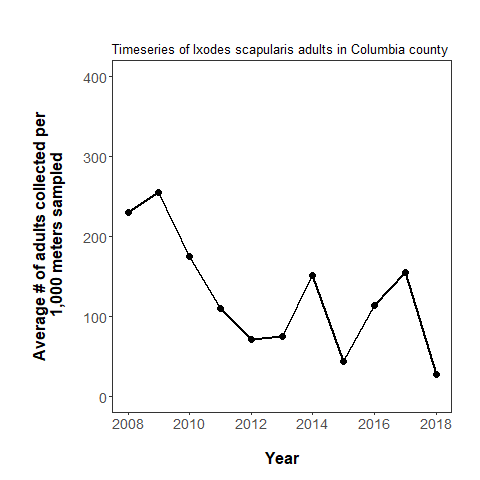 Timeseries of Ixodes scapularis adults in Columbia county
400
300
200
100
0
Average # of adults collected per
1,000 meters sampled
2008 2010 2012 2014 2016 2018
Year